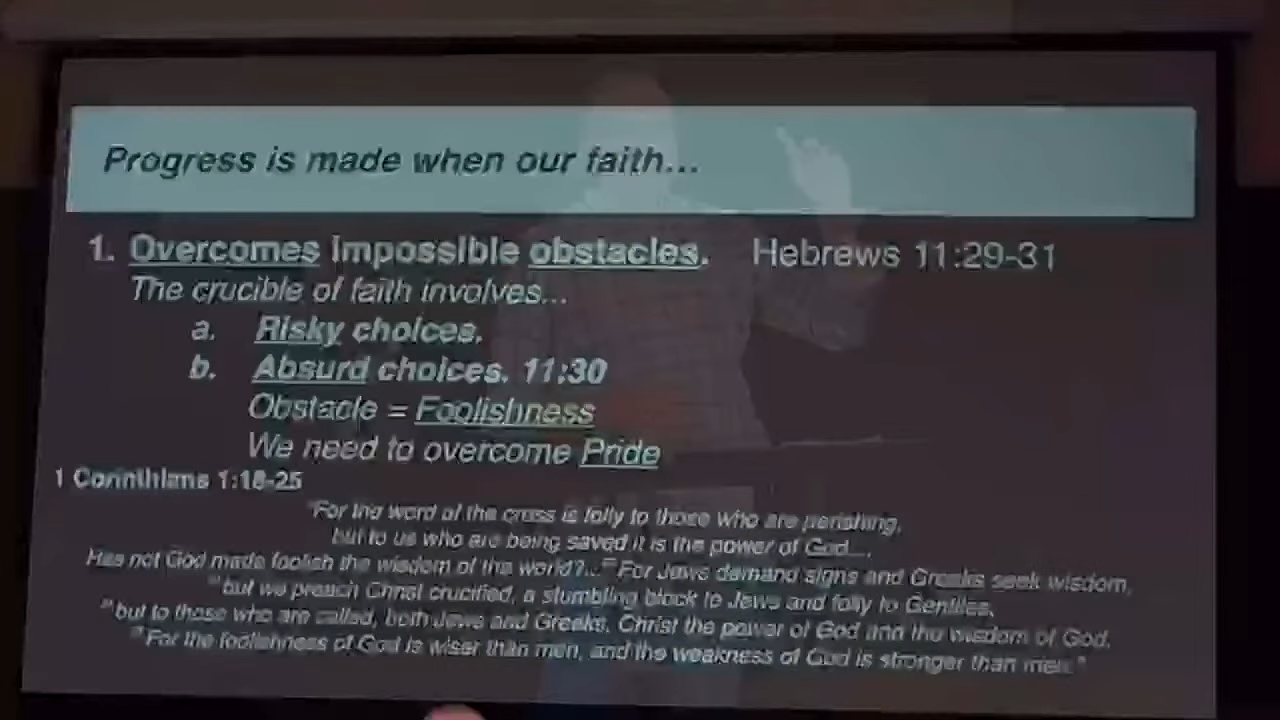 Progress is made when our faith...
1. Overcomes impossible obstacles. Hebrews 11:29-31
The crucible of faith involves...
a. Risky choices.
b. Absurd choices. 11:30
Obstacle = Foolishness
We need to overcome Pride
1 Corinthians 1:18-25
"For the word of the cross is folly to those who are perishing,
but to us who are being saved it is the power of God...
Has not God made foolish the wisdom of the world?... For Jews demand signs and Greeks seek wisdom,
but we preach Christ crucified, a stumbling block to Jews and folly to Gentiles,
but to those who are called, both Jews and Greeks, Christ the power of God and the wisdom of God.
For the foolishness of God is wiser than men, and the weakness of God is stronger than men."